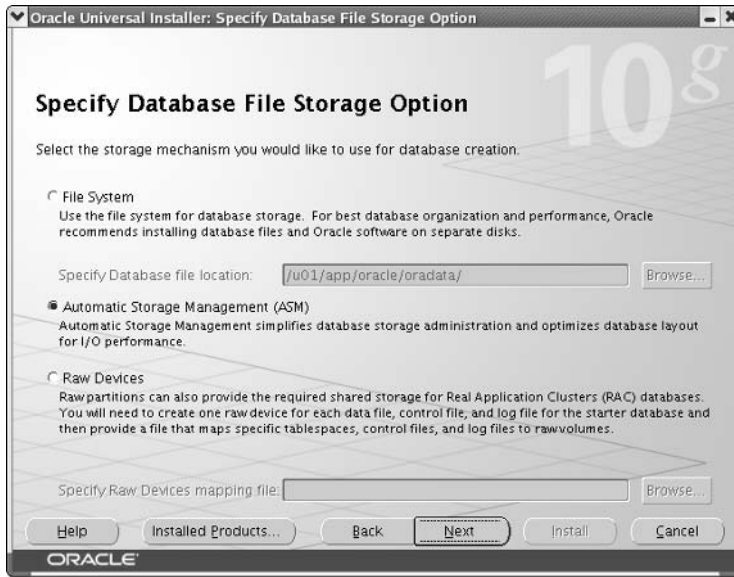 Oracle Universal Installer: Specify Database File Storage Option
10g
Specify Database File Storage Option
Select the storage mechanism you would like to use for database creation.
File System
Use the file system for database storage. For best database organization and performance, Oracle
recommends installing database files and Oracle software on separate disks.
Specify Database file location: /u01/app/oracle/oradata/ Browse...
Automatic Storage Management (ASM)
Automatic Storage Management simplifies database storage administration and optimizes database layout
for I/O performance.
Raw Devices
Raw partitions can also provide the required shared storage for Real Application Clusters (RAC) databases.
You will need to create one raw device for each data file, control file, and log file for the starter database and
then provide a file that maps specific tablespaces, control files, and log files to raw volumes.
Specify Raw Devices mapping file: Browse...
Help Installed Products... Back Next Install Cancel
ORACLE